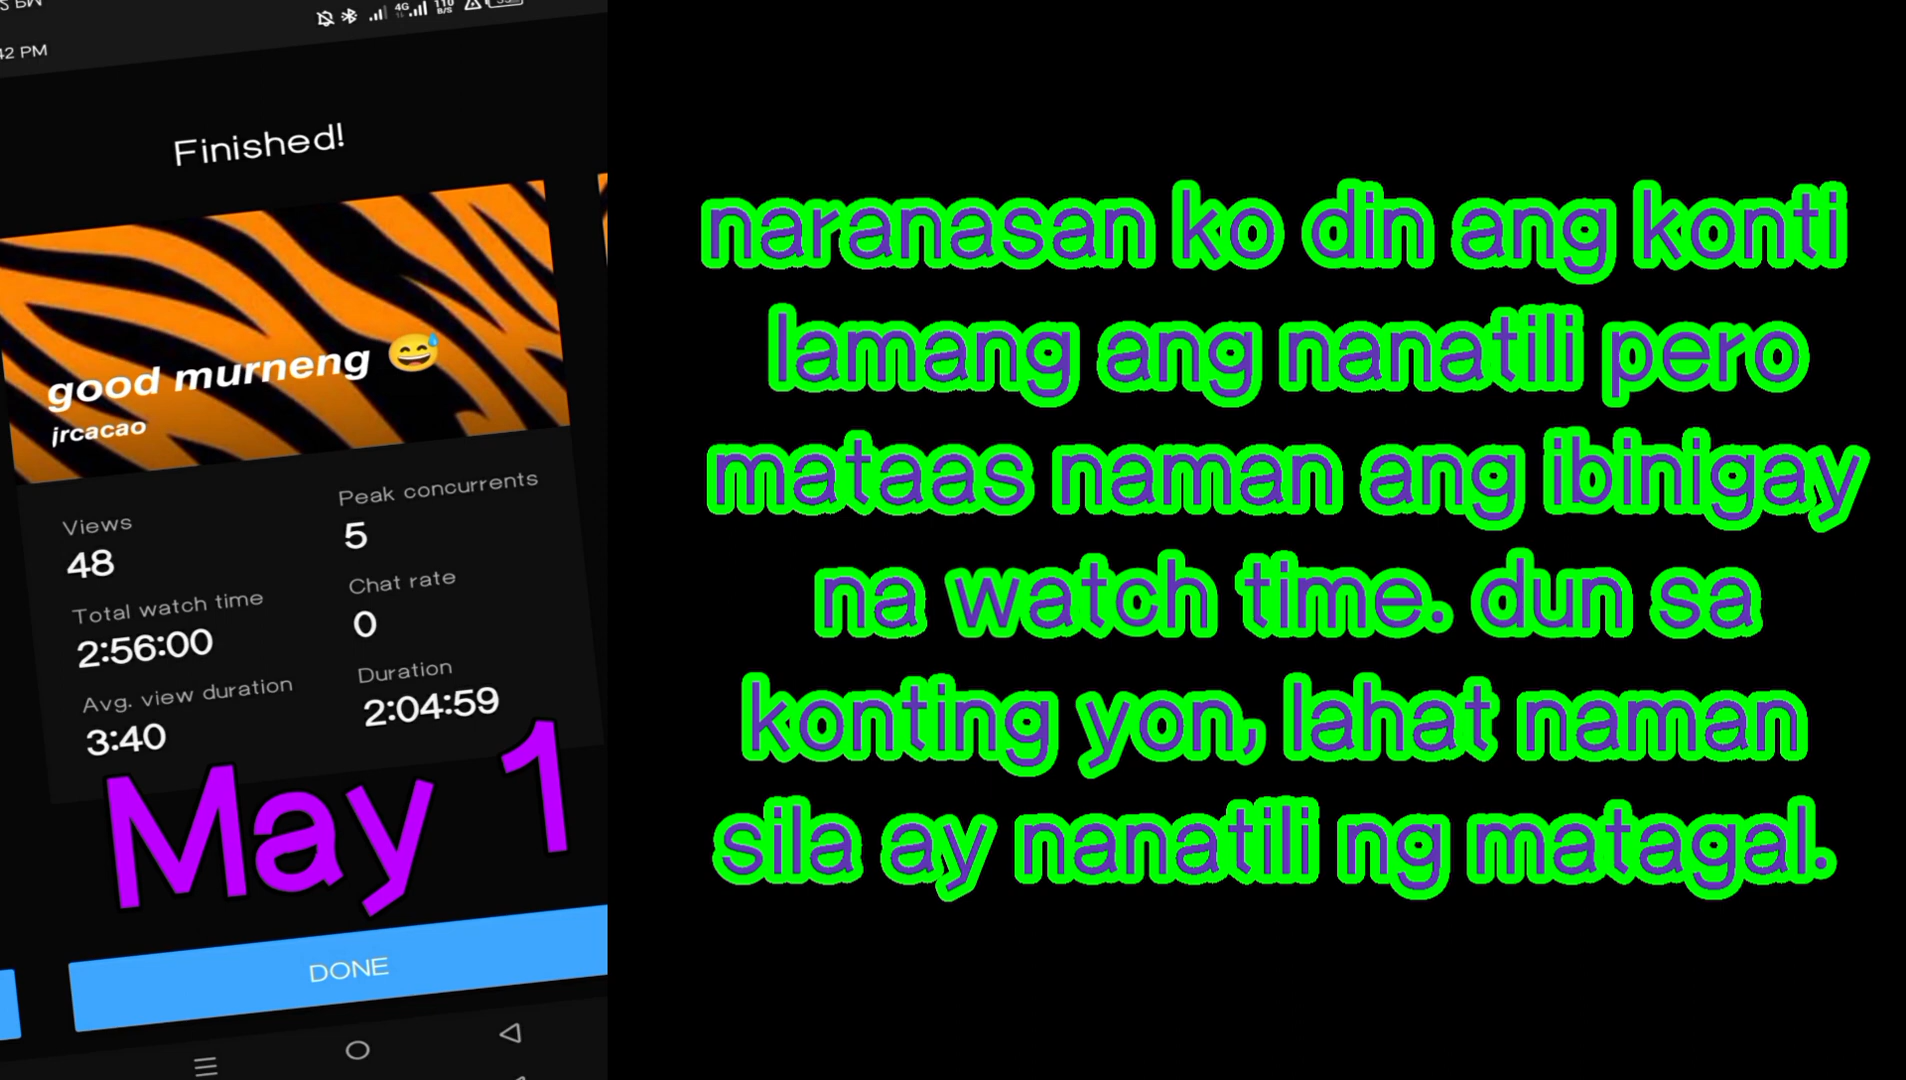 42 PM
4G
110
B/S
Finished!
good murneng 😅
jrcacao
Views
48
Peak concurrents
5
Total watch time
2:56:00
Chat rate
0
Avg. view duration
3:40
Duration
2:04:59
May 1
DONE
naranasan ko din ang konti
lamang ang nanatili pero
mataas naman ang ibinigay
na watch time. dun sa
konting yon, lahat naman
sila ay nanatili ng matagal.